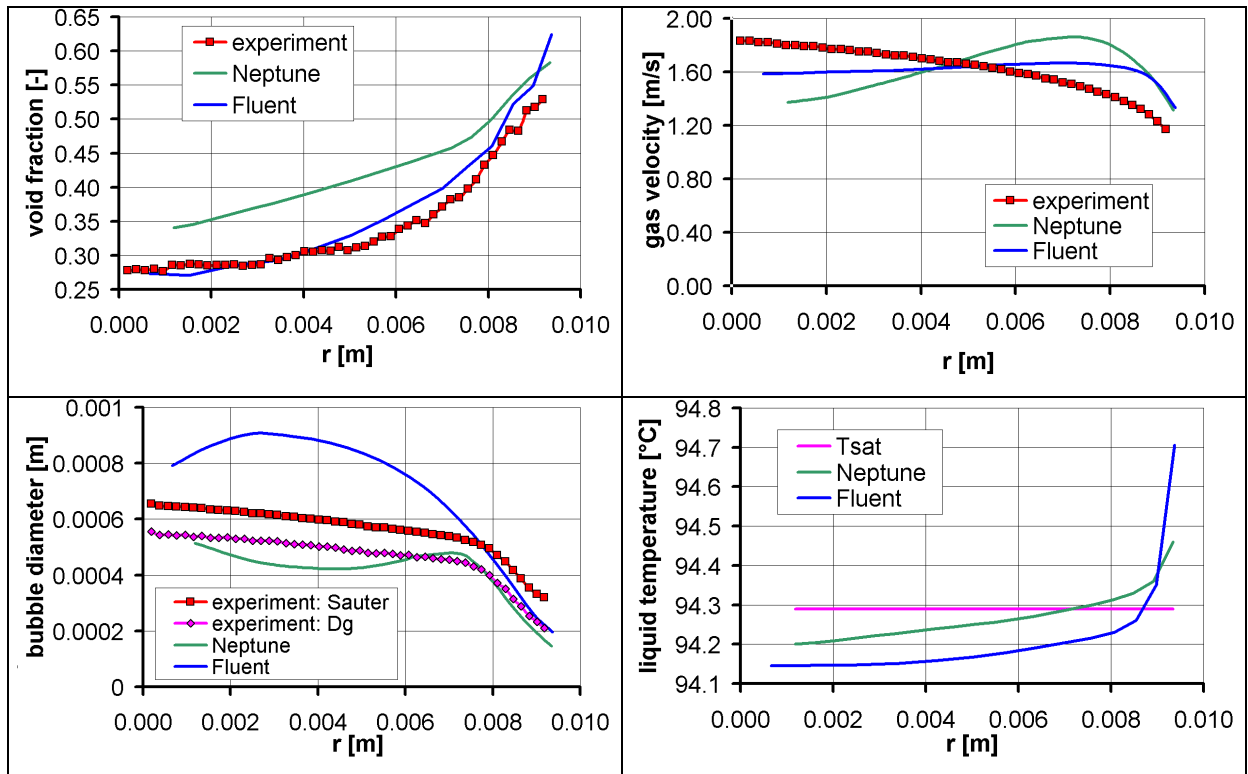 0.65
0.60
0.55
0.50
0.45
0.40
0.35
0.30
0.25
void fraction [-]
experiment
Neptune
Fluent
0.000 0.002 0.004 0.006 0.008 0.010
r [m]
2.00
1.60
1.20
0.80
0.40
0.00
gas velocity [m/s]
experiment
Neptune
Fluent
0.000 0.002 0.004 0.006 0.008 0.010
r [m]
0.001
0.0008
0.0006
0.0004
0.0002
0
bubble diameter [m]
experiment: Sauter
experiment: Dg
Neptune
Fluent
0.000 0.002 0.004 0.006 0.008 0.010
r [m]
94.8
94.7
94.6
94.5
94.4
94.3
94.2
94.1
liquid temperature [°C]
Tsat
Neptune
Fluent
0.000 0.002 0.004 0.006 0.008 0.010
r [m]